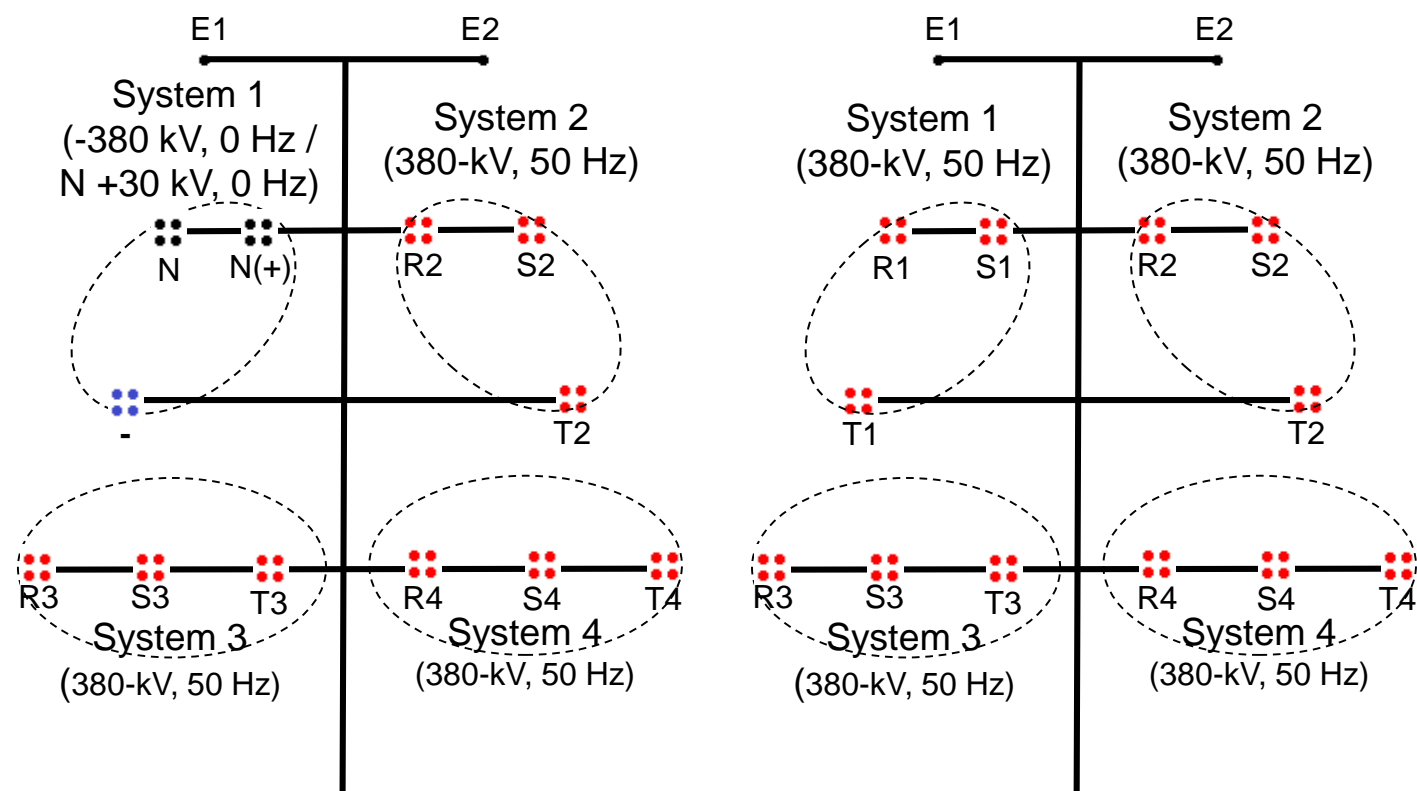 E1
E2
System 1
(-380 kV, 0 Hz /
N +30 kV, 0 Hz)
System 2
(380-kV, 50 Hz)
N
N(+)
R2
S2
-
T2
R3
S3
T3
R4
S4
T4
System 3
(380-kV, 50 Hz)
System 4
(380-kV, 50 Hz)
E1
E2
System 1
(380-kV, 50 Hz)
System 2
(380-kV, 50 Hz)
R1
S1
R2
S2
T1
T2
R3
S3
T3
R4
S4
T4
System 3
(380-kV, 50 Hz)
System 4
(380-kV, 50 Hz)